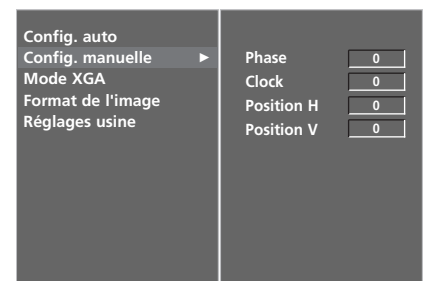 Config. auto
Config. manuelle ►
Mode XGA
Format de l'image
Réglages usine
Phase 0
Clock 0
Position H 0
Position V 0